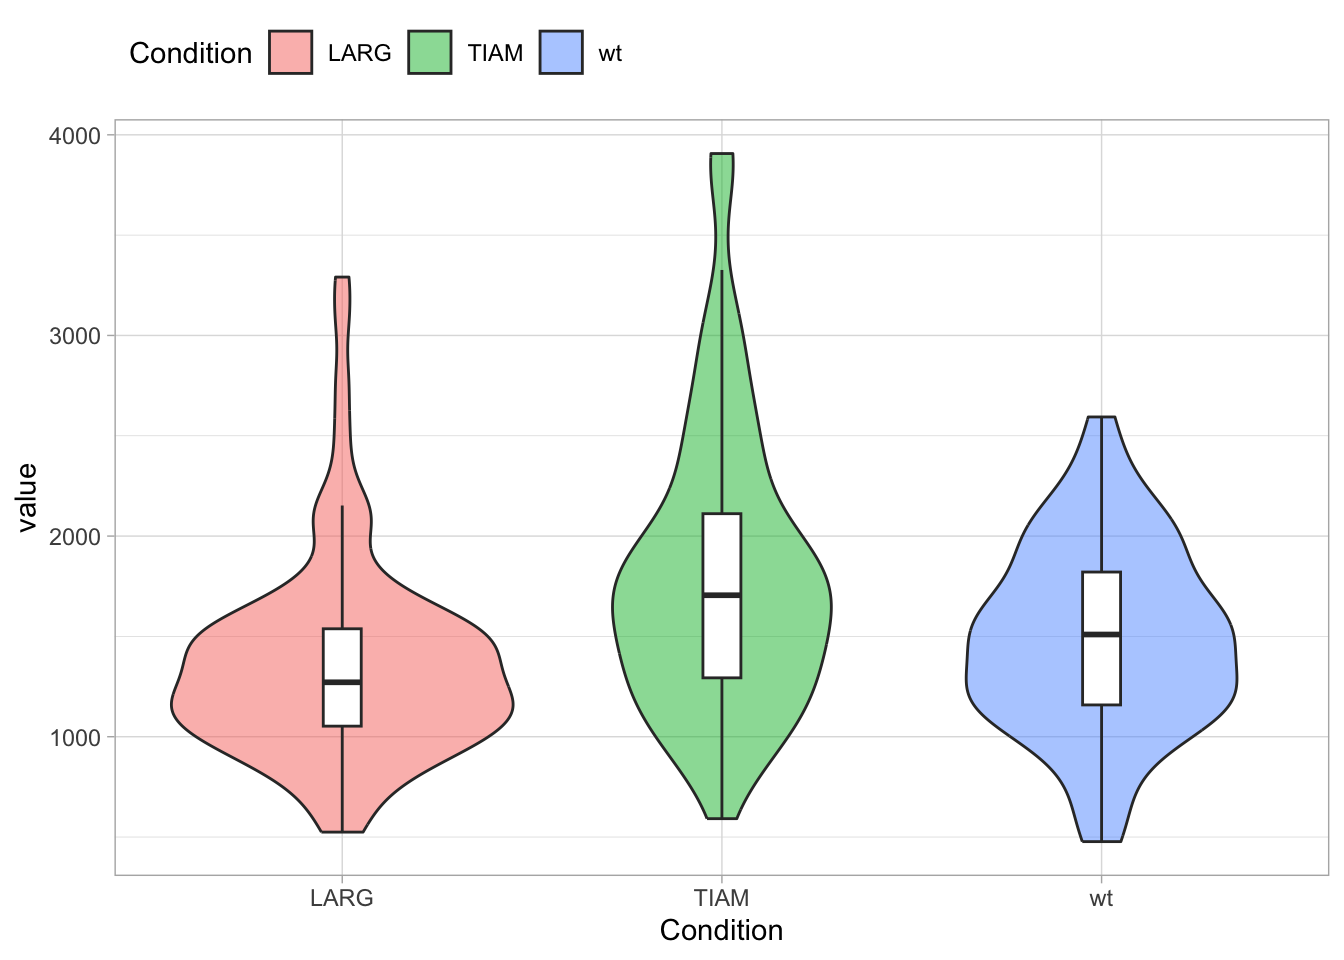 Condition LARG TIAM wt
4000
3000
2000
1000
value
LARG TIAM wt
Condition